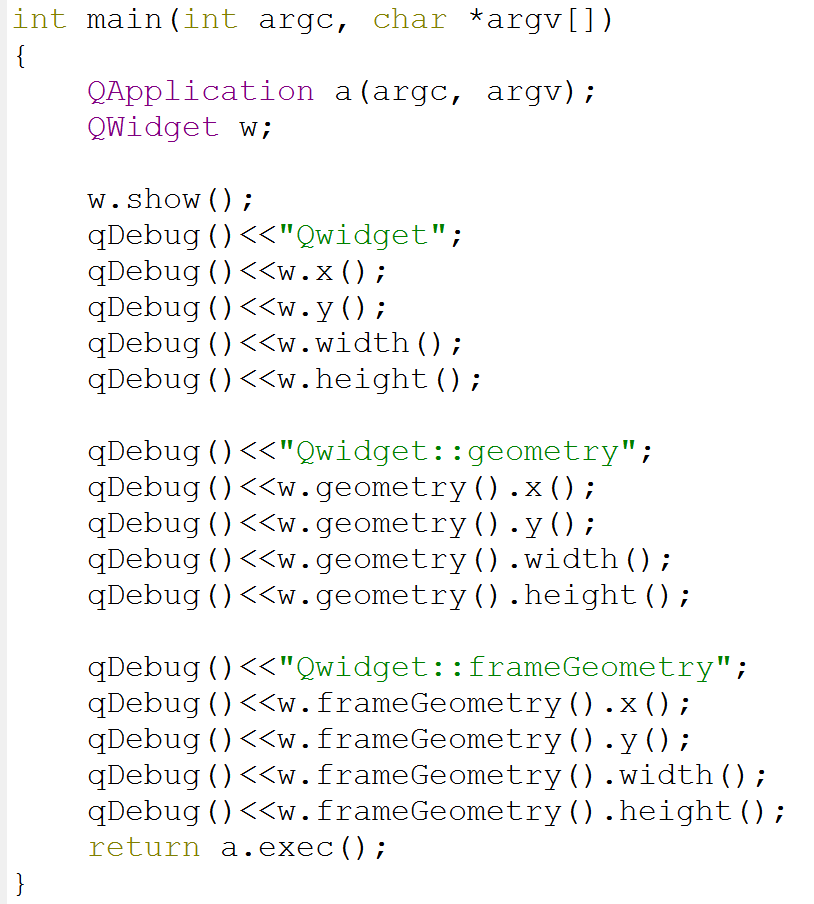 int main(int argc, char *argv[])
{
    QApplication a(argc, argv);
    QWidget w;

    w.show();
    qDebug()<<"Qwidget";
    qDebug()<<w.x();
    qDebug()<<w.y();
    qDebug()<<w.width();
    qDebug()<<w.height();

    qDebug()<<"Qwidget::geometry";
    qDebug()<<w.geometry().x();
    qDebug()<<w.geometry().y();
    qDebug()<<w.geometry().width();
    qDebug()<<w.geometry().height();

    qDebug()<<"Qwidget::frameGeometry";
    qDebug()<<w.frameGeometry().x();
    qDebug()<<w.frameGeometry().y();
    qDebug()<<w.frameGeometry().width();
    qDebug()<<w.frameGeometry().height();
    return a.exec();
}